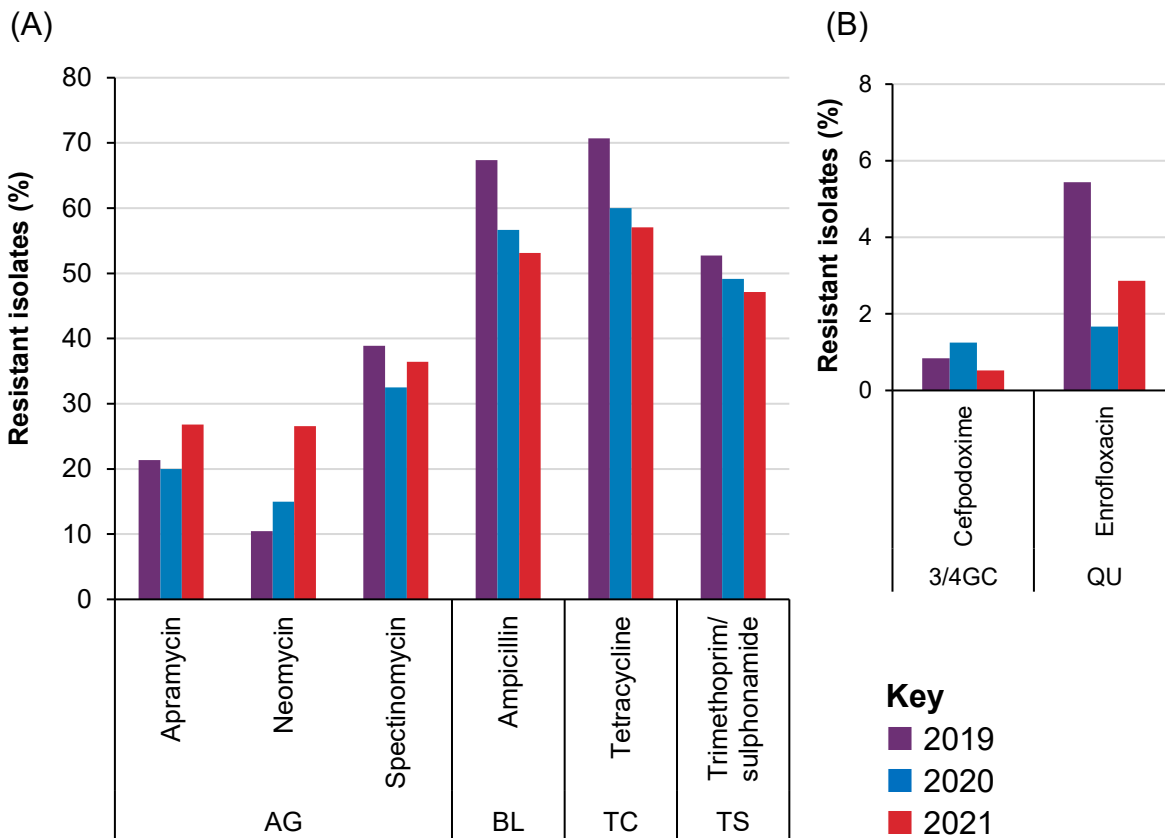 (A)
Resistant isolates (%)
80
70
60
50
40
30
20
10
0
Apramycin
Neomycin
Spectinomycin
Ampicillin
Tetracycline
Trimethoprim/
sulphonamide
AG
BL
TC
TS
(B)
Resistant isolates (%)
8
6
4
2
0
Cefpodoxime
Enrofloxacin
3/4GC
QU
Key
2019
2020
2021